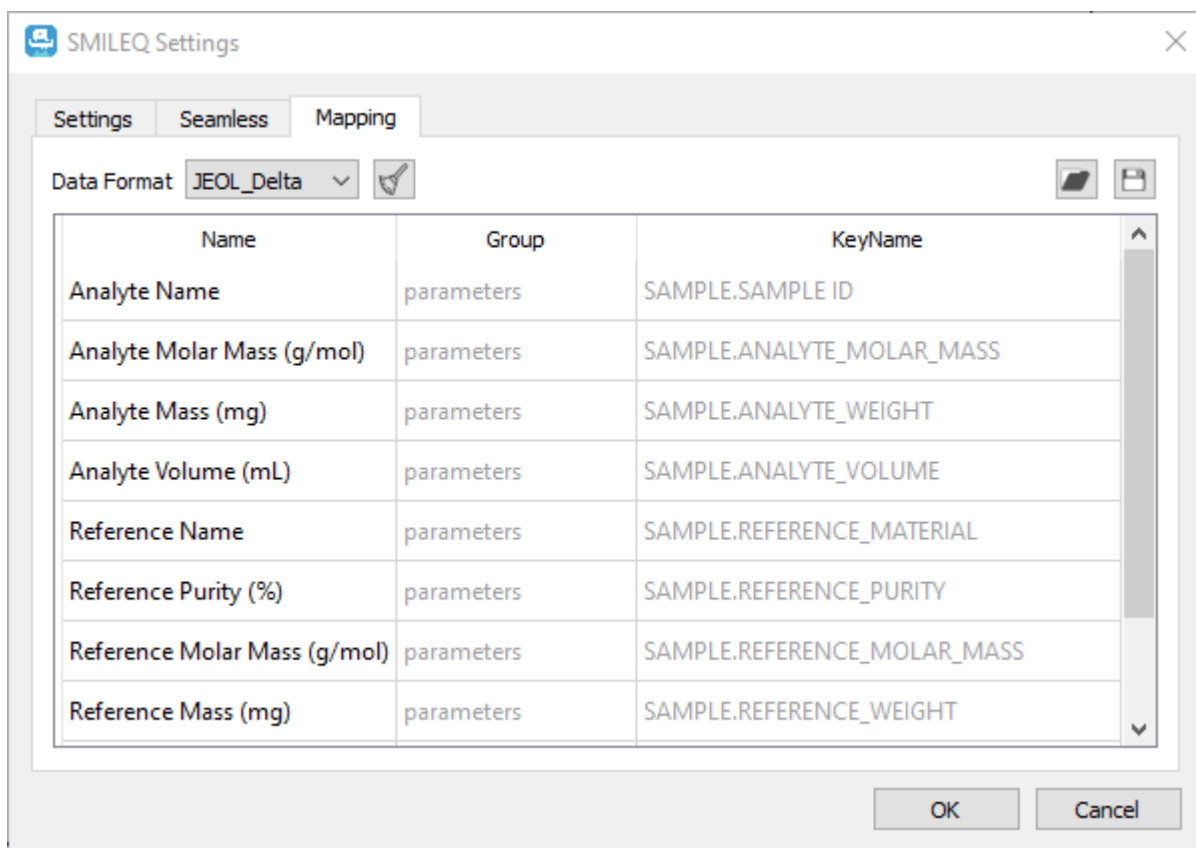 SMILEQ Settings
Settings Seamless Mapping
Data Format JEOL_Delta
Name Group KeyName
Analyte Name parameters SAMPLE.SAMPLE ID
Analyte Molar Mass (g/mol) parameters SAMPLE.ANALYTE_MOLAR_MASS
Analyte Mass (mg) parameters SAMPLE.ANALYTE_WEIGHT
Analyte Volume (mL) parameters SAMPLE.ANALYTE_VOLUME
Reference Name parameters SAMPLE.REFERENCE_MATERIAL
Reference Purity (%) parameters SAMPLE.REFERENCE_PURITY
Reference Molar Mass (g/mol) parameters SAMPLE.REFERENCE_MOLAR_MASS
Reference Mass (mg) parameters SAMPLE.REFERENCE_WEIGHT
OK Cancel